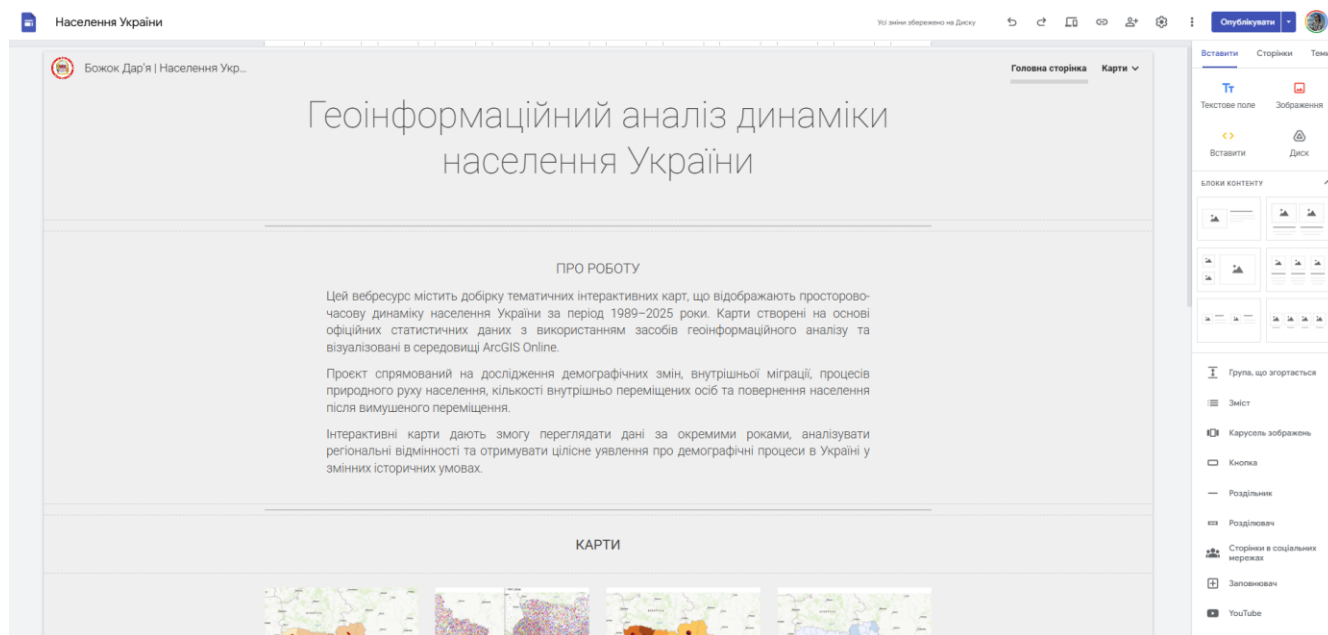 Населення України
Усі зміни збережено на Диску
Опублікувати
Божок Дар'я | Населення Укр...
Головна сторінка
Карти
Геоінформаційний аналіз динаміки
населення України
ПРО РОБОТУ
Цей вебресурс містить добірку тематичних інтерактивних карт, що відображають просторово-
часову динаміку населення України за період 1989–2025 роки. Карти створені на основі
офіційних статистичних даних з використанням засобів геоінформаційного аналізу та
візуалізовані в середовищі ArcGIS Online.
Проєкт спрямований на дослідження демографічних змін, внутрішньої міграції, процесів
природного руху населення, кількості внутрішньо переміщених осіб та повернення населення
після вимушеного переміщення.
Інтерактивні карти дають змогу переглядати дані за окремими роками, аналізувати
регіональні відмінності та отримувати цілісне уявлення про демографічні процеси в Україні у
змінних історичних умовах.
КАРТИ
Вставити
Сторінки
Теми
Тт
Текстове поле
Зображення
Вставити
Диск
БЛОКИ КОНТЕНТУ
Група, що згортається
Зміст
Карусель зображень
Кнопка
Роздільник
Розділювач
Сторінки в соціальних
мережах
Заповнювач
YouTube